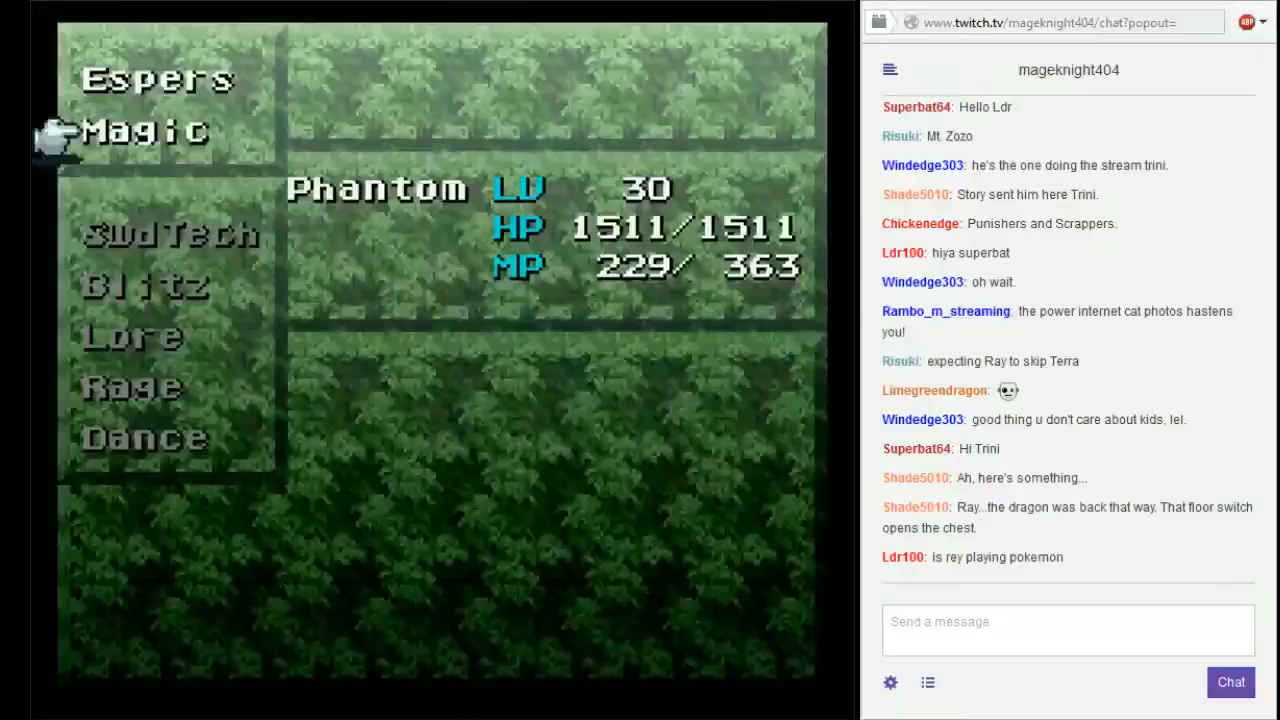 Espers
Magic
SwdTech
Blitz
Lore
Rage
Dance
Phantom LV 30
HP 1511/1511
MP 229/ 363
www.twitch.tv/mageknight404/chat?popout=
ABP
mageknight404
Superbat64: Hello Ldr
Risuki: Mt. Zozo
Windedge303: he's the one doing the stream trini.
Shade5010: Story sent him here Trini.
Chickenedge: Punishers and Scrappers.
Ldr100: hiya superbat
Windedge303: oh wait.
Rambo_m_streaming: the power internet cat photos hastens
you!
Risuki: expecting Ray to skip Terra
Limegreendragon:
Windedge303: good thing u don't care about kids, lel.
Superbat64: Hi Trini
Shade5010: Ah, here's something...
Shade5010: Ray...the dragon was back that way. That floor switch
opens the chest.
Ldr100: is rey playing pokemon
Send a message
Chat